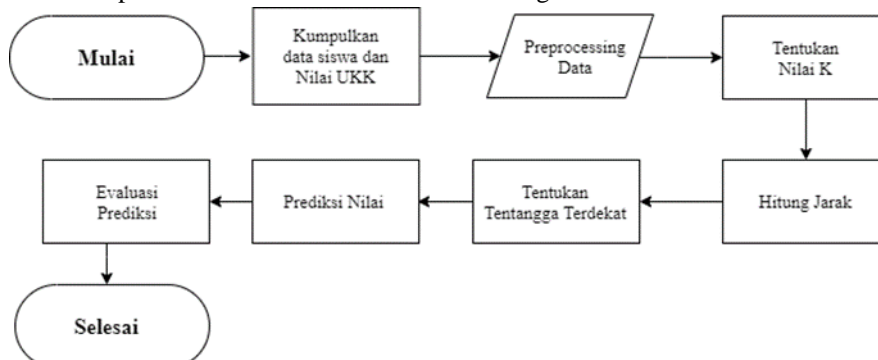 Mulai
Kumpulkan
data siswa dan
Nilai UKK
Preprocessing
Data
Tentukan
Nilai K
Hitung Jarak
Tentukan
Tentangga Terdekat
Prediksi Nilai
Evaluasi
Prediksi
Selesai